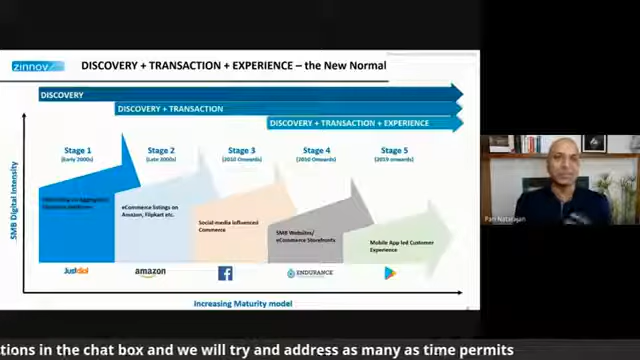 zinnov
DISCOVERY + TRANSACTION + EXPERIENCE – the New Normal
DISCOVERY
DISCOVERY + TRANSACTION
DISCOVERY + TRANSACTION + EXPERIENCE
Stage 1
(Early 2000s)
Stage 2
(Late 2000s)
Stage 3
(2010 Onwards)
Stage 4
(2016 Onwards)
Stage 5
(2019 onwards)
SMB Digital Intensity
eCommerce listings on
Amazon, Flipkart etc.
Social-media influenced
Commerce
SMB Websites/
eCommerce Storefronts
Mobile App led Customer
Experience
Justdial
amazon
f
ENDURANCE
Increasing Maturity model
Pari Natarajan
tions in the chat box and we will try and address as many as time permits